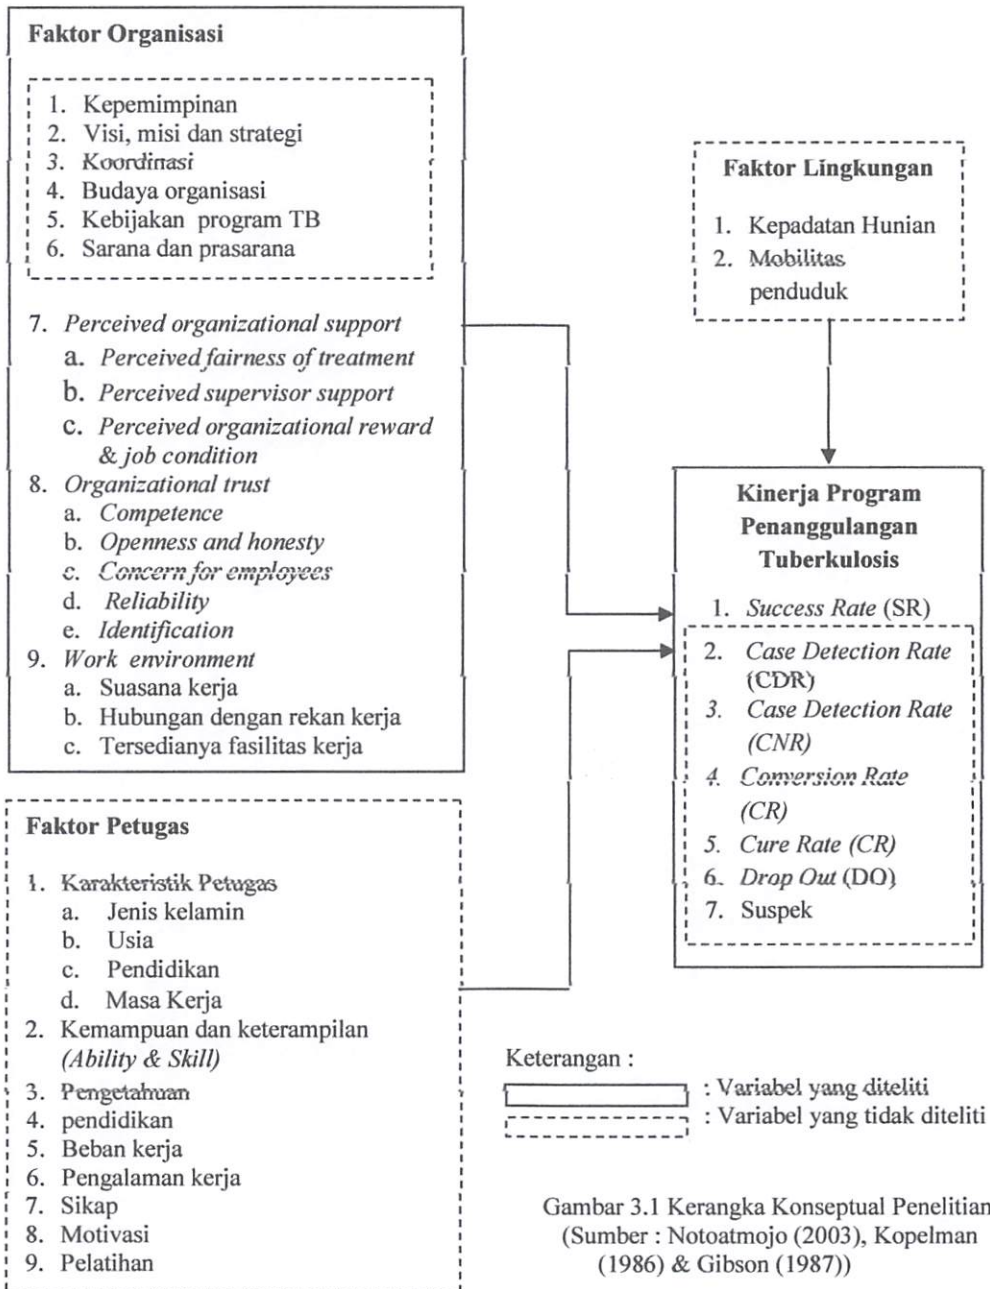 Faktor Organisasi
1. Kepemimpinan
2. Visi, misi dan strategi
3. Koordinasi
4. Budaya organisasi
5. Kebijakan program TB
6. Sarana dan prasarana
7. Perceived organizational support
a. Perceived fairness of treatment
b. Perceived supervisor support
c. Perceived organizational reward
& job condition
8. Organizational trust
a. Competence
b. Openness and honesty
c. Concern for employees
d. Reliability
e. Identification
9. Work environment
a. Suasana kerja
b. Hubungan dengan rekan kerja
c. Tersedianya fasilitas kerja
Faktor Petugas
1. Karakteristik Petugas
a. Jenis kelamin
b. Usia
c. Pendidikan
d. Masa Kerja
2. Kemampuan dan keterampilan
(Ability & Skill)
3. Pengetahuan
4. pendidikan
5. Beban kerja
6. Pengalaman kerja
7. Sikap
8. Motivasi
9. Pelatihan
Faktor Lingkungan
1. Kepadatan Hunian
2. Mobilitas
penduduk
Kinerja Program
Penanggulangan
Tuberkulosis
1. Success Rate (SR)
2. Case Detection Rate
(CDR)
3. Case Detection Rate
(CNR)
4. Conversion Rate
(CR)
5. Cure Rate (CR)
6. Drop Out (DO)
7. Suspek
Keterangan :
: Variabel yang diteliti
: Variabel yang tidak diteliti
Gambar 3.1 Kerangka Konseptual Penelitian
(Sumber : Notoatmojo (2003), Kopelman
(1986) & Gibson (1987))